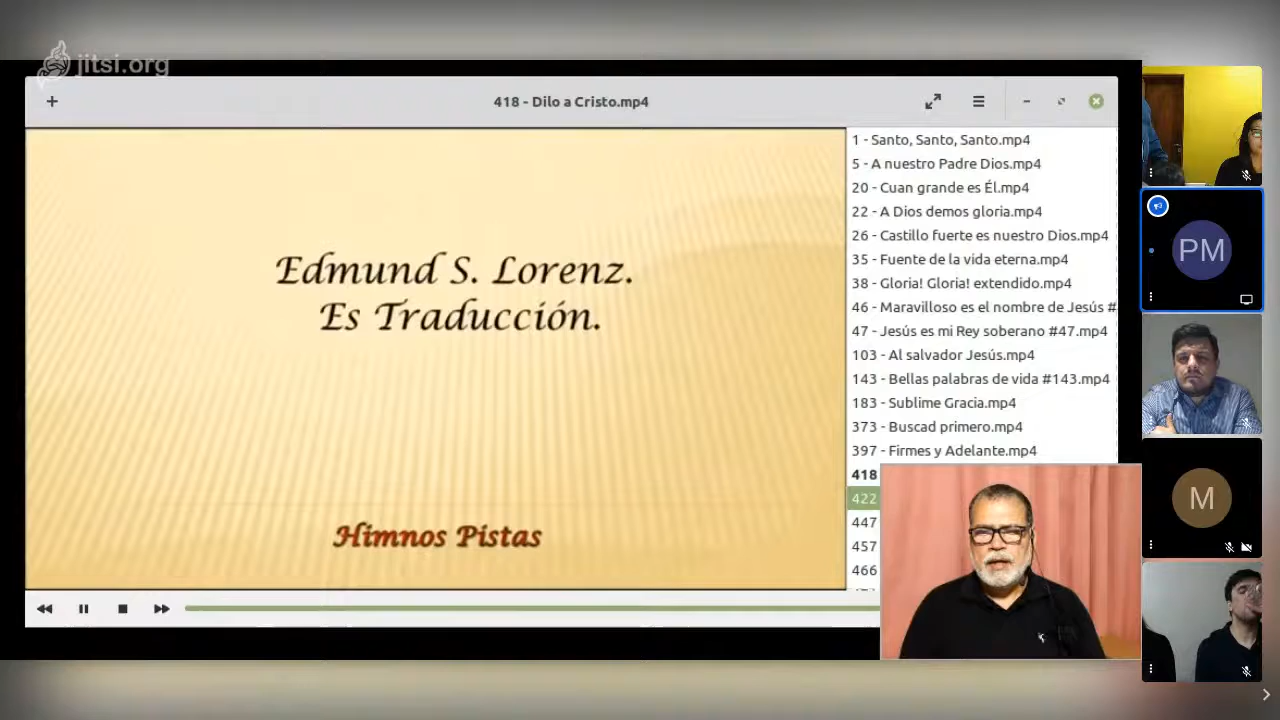 jitsi.org
418 - Dilo a Cristo.mp4
Edmund S. Lorenz.
Es Traducción.
Himnos Pistas
1 - Santo, Santo, Santo.mp4
5 - A nuestro Padre Dios.mp4
20 - Cuan grande es Él.mp4
22 - A Dios demos gloria.mp4
26 - Castillo fuerte es nuestro Dios.mp4
35 - Fuente de la vida eterna.mp4
38 - Gloria! Gloria! extendido.mp4
46 - Maravilloso es el nombre de Jesús #
47 - Jesús es mi Rey soberano #47.mp4
103 - Al salvador Jesús.mp4
143 - Bellas palabras de vida #143.mp4
183 - Sublime Gracia.mp4
373 - Buscad primero.mp4
397 - Firmes y Adelante.mp4
418
422
447
457
466
PM
M